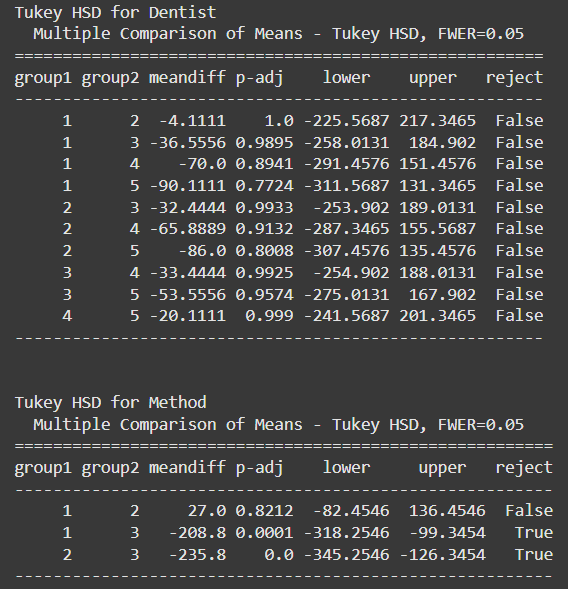 Tukey HSD for Dentist
  Multiple Comparison of Means - Tukey HSD, FWER=0.05
=======================================================
group1 group2 meandiff p-adj    lower    upper   reject
-------------------------------------------------------
     1      2  -4.1111    1.0 -225.5687 217.3465  False
     1      3 -36.5556 0.9895 -258.0131  184.902  False
     1      4    -70.0 0.8941 -291.4576 151.4576  False
     1      5 -90.1111 0.7724 -311.5687 131.3465  False
     2      3 -32.4444 0.9933  -253.902 189.0131  False
     2      4 -65.8889 0.9132 -287.3465 155.5687  False
     2      5    -86.0 0.8008 -307.4576 135.4576  False
     3      4 -33.4444 0.9925  -254.902 188.0131  False
     3      5 -53.5556 0.9574 -275.0131  167.902  False
     4      5 -20.1111  0.999 -241.5687 201.3465  False
-------------------------------------------------------
Tukey HSD for Method
  Multiple Comparison of Means - Tukey HSD, FWER=0.05
========================================================
group1 group2 meandiff p-adj    lower     upper   reject
--------------------------------------------------------
     1      2     27.0 0.8212  -82.4546  136.4546  False
     1      3   -208.8 0.0001 -318.2546  -99.3454   True
     2      3   -235.8    0.0 -345.2546 -126.3454   True
--------------------------------------------------------